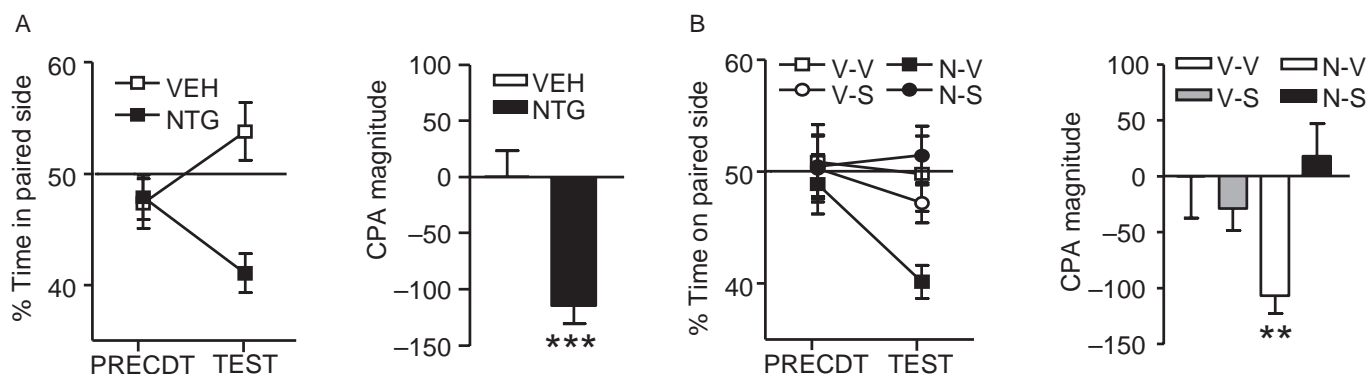 A
% Time in paired side
60
50
40
VEH
NTG
PRECDT TEST
CPA magnitude
100
50
0
–50
–100
–150
VEH
NTG
***
B
% Time on paired side
60
50
40
V-V N-V
V-S N-S
PRECDT TEST
CPA magnitude
100
50
0
–50
–100
–150
V-V N-V
V-S N-S
**